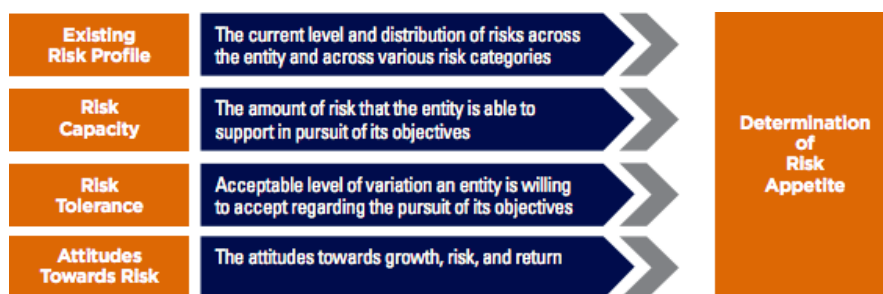 Existing
Risk Profile
The current level and distribution of risks across
the entity and across various risk categories
Risk
Capacity
The amount of risk that the entity is able to
support in pursuit of its objectives
Risk
Tolerance
Acceptable level of variation an entity is willing
to accept regarding the pursuit of its objectives
Attitudes
Towards Risk
The attitudes towards growth, risk, and return
Determination
of
Risk
Appetite